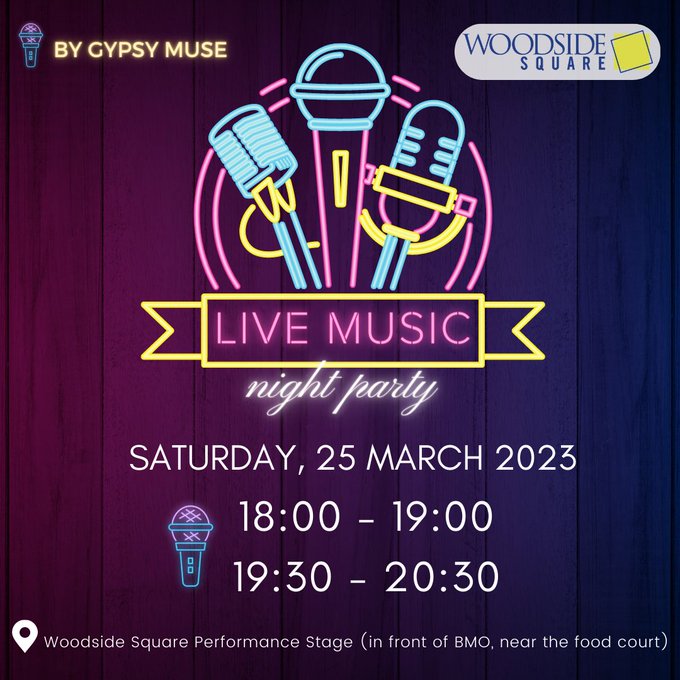 BY GYPSY MUSE
WOODSIDE
SQUARE
LIVE MUSIC
night party
SATURDAY, 25 MARCH 2023
18:00 - 19:00
19:30 - 20:30
Woodside Square Performance Stage (in front of BMO, near the food court)